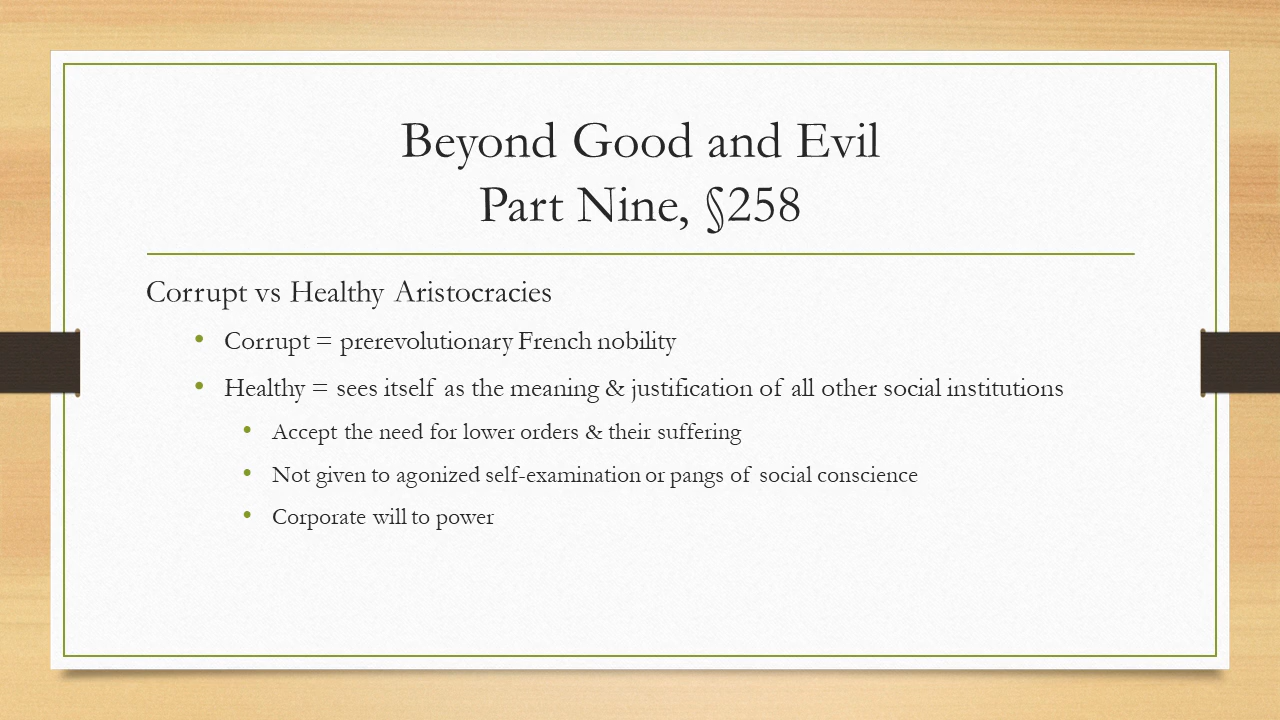 Beyond Good and Evil
Part Nine, §258
Corrupt vs Healthy Aristocracies
• Corrupt = prerevolutionary French nobility
• Healthy = sees itself as the meaning & justification of all other social institutions
• Accept the need for lower orders & their suffering
• Not given to agonized self-examination or pangs of social conscience
• Corporate will to power